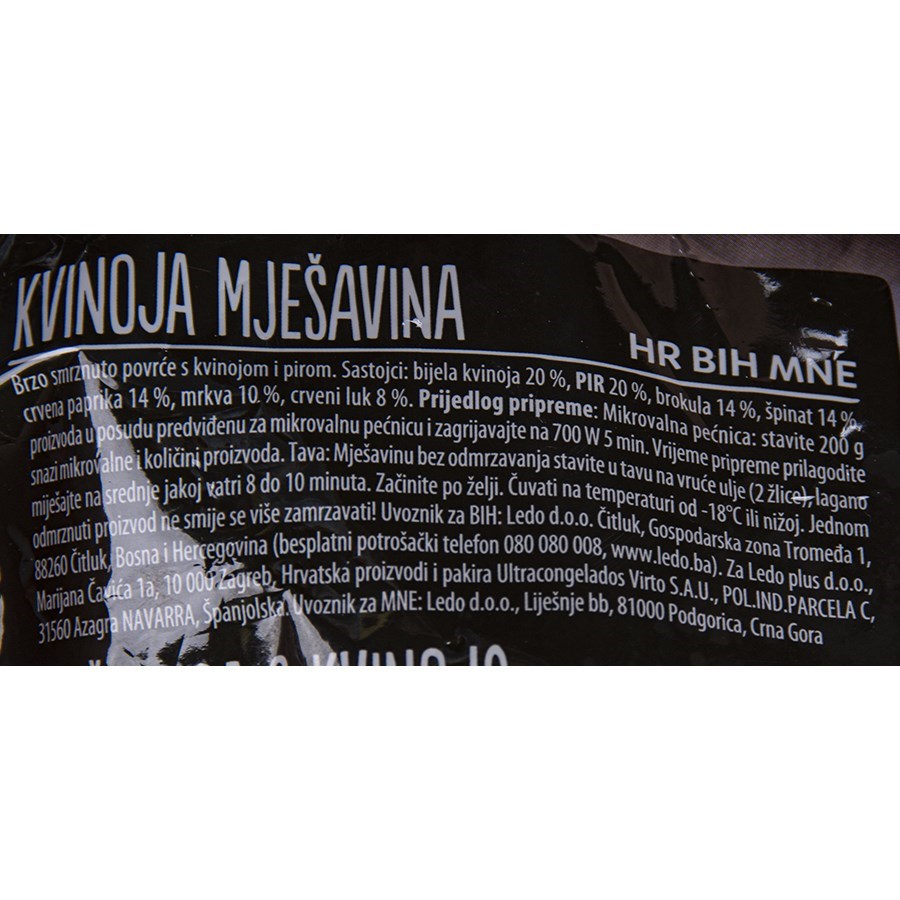 KVINOJA MJEŠAVINA
HR BIH MNE
Brzo smrznuto povrće s kvinojom i pirom. Sastojci: bijela kvinoja 20 %, PIR 20 %, brokula 14 %, špinat 14 %,
crvena paprika 14 %, mrkva 10 %, crveni luk 8 %. Prijedlog pripreme: Mikrovalna pećnica: stavite 200 g
proizvoda u posudu predviđenu za mikrovalnu pećnicu i zagrijavajte na 700 W 5 min. Vrijeme pripreme prilagodite
snazi mikrovalne i količini proizvoda. Tava: Mješavinu bez odmrzavanja stavite u tavu na vruće ulje (2 žlice), lagano
miješajte na srednje jakoj vatri 8 do 10 minuta. Začinite po želji. Čuvati na temperaturi od -18°C ili nižoj. Jednom
odmrznuti proizvod ne smije se više zamrzavati! Uvoznik za BIH: Ledo d.o.o. Čitluk, Gospodarska zona Tromeđa 1,
88260 Čitluk, Bosna i Hercegovina (besplatni potrošački telefon 080 080 008, www.ledo.ba). Za Ledo plus d.o.o.,
Marijana Čavića 1a, 10 000 Zagreb, Hrvatska proizvodi i pakira Ultracongelados Virto S.A.U., POL.IND.PARCELA C,
31560 Azagra NAVARRA, Španjolska. Uvoznik za MNE: Ledo d.o.o., Liješnje bb, 81000 Podgorica, Crna Gora